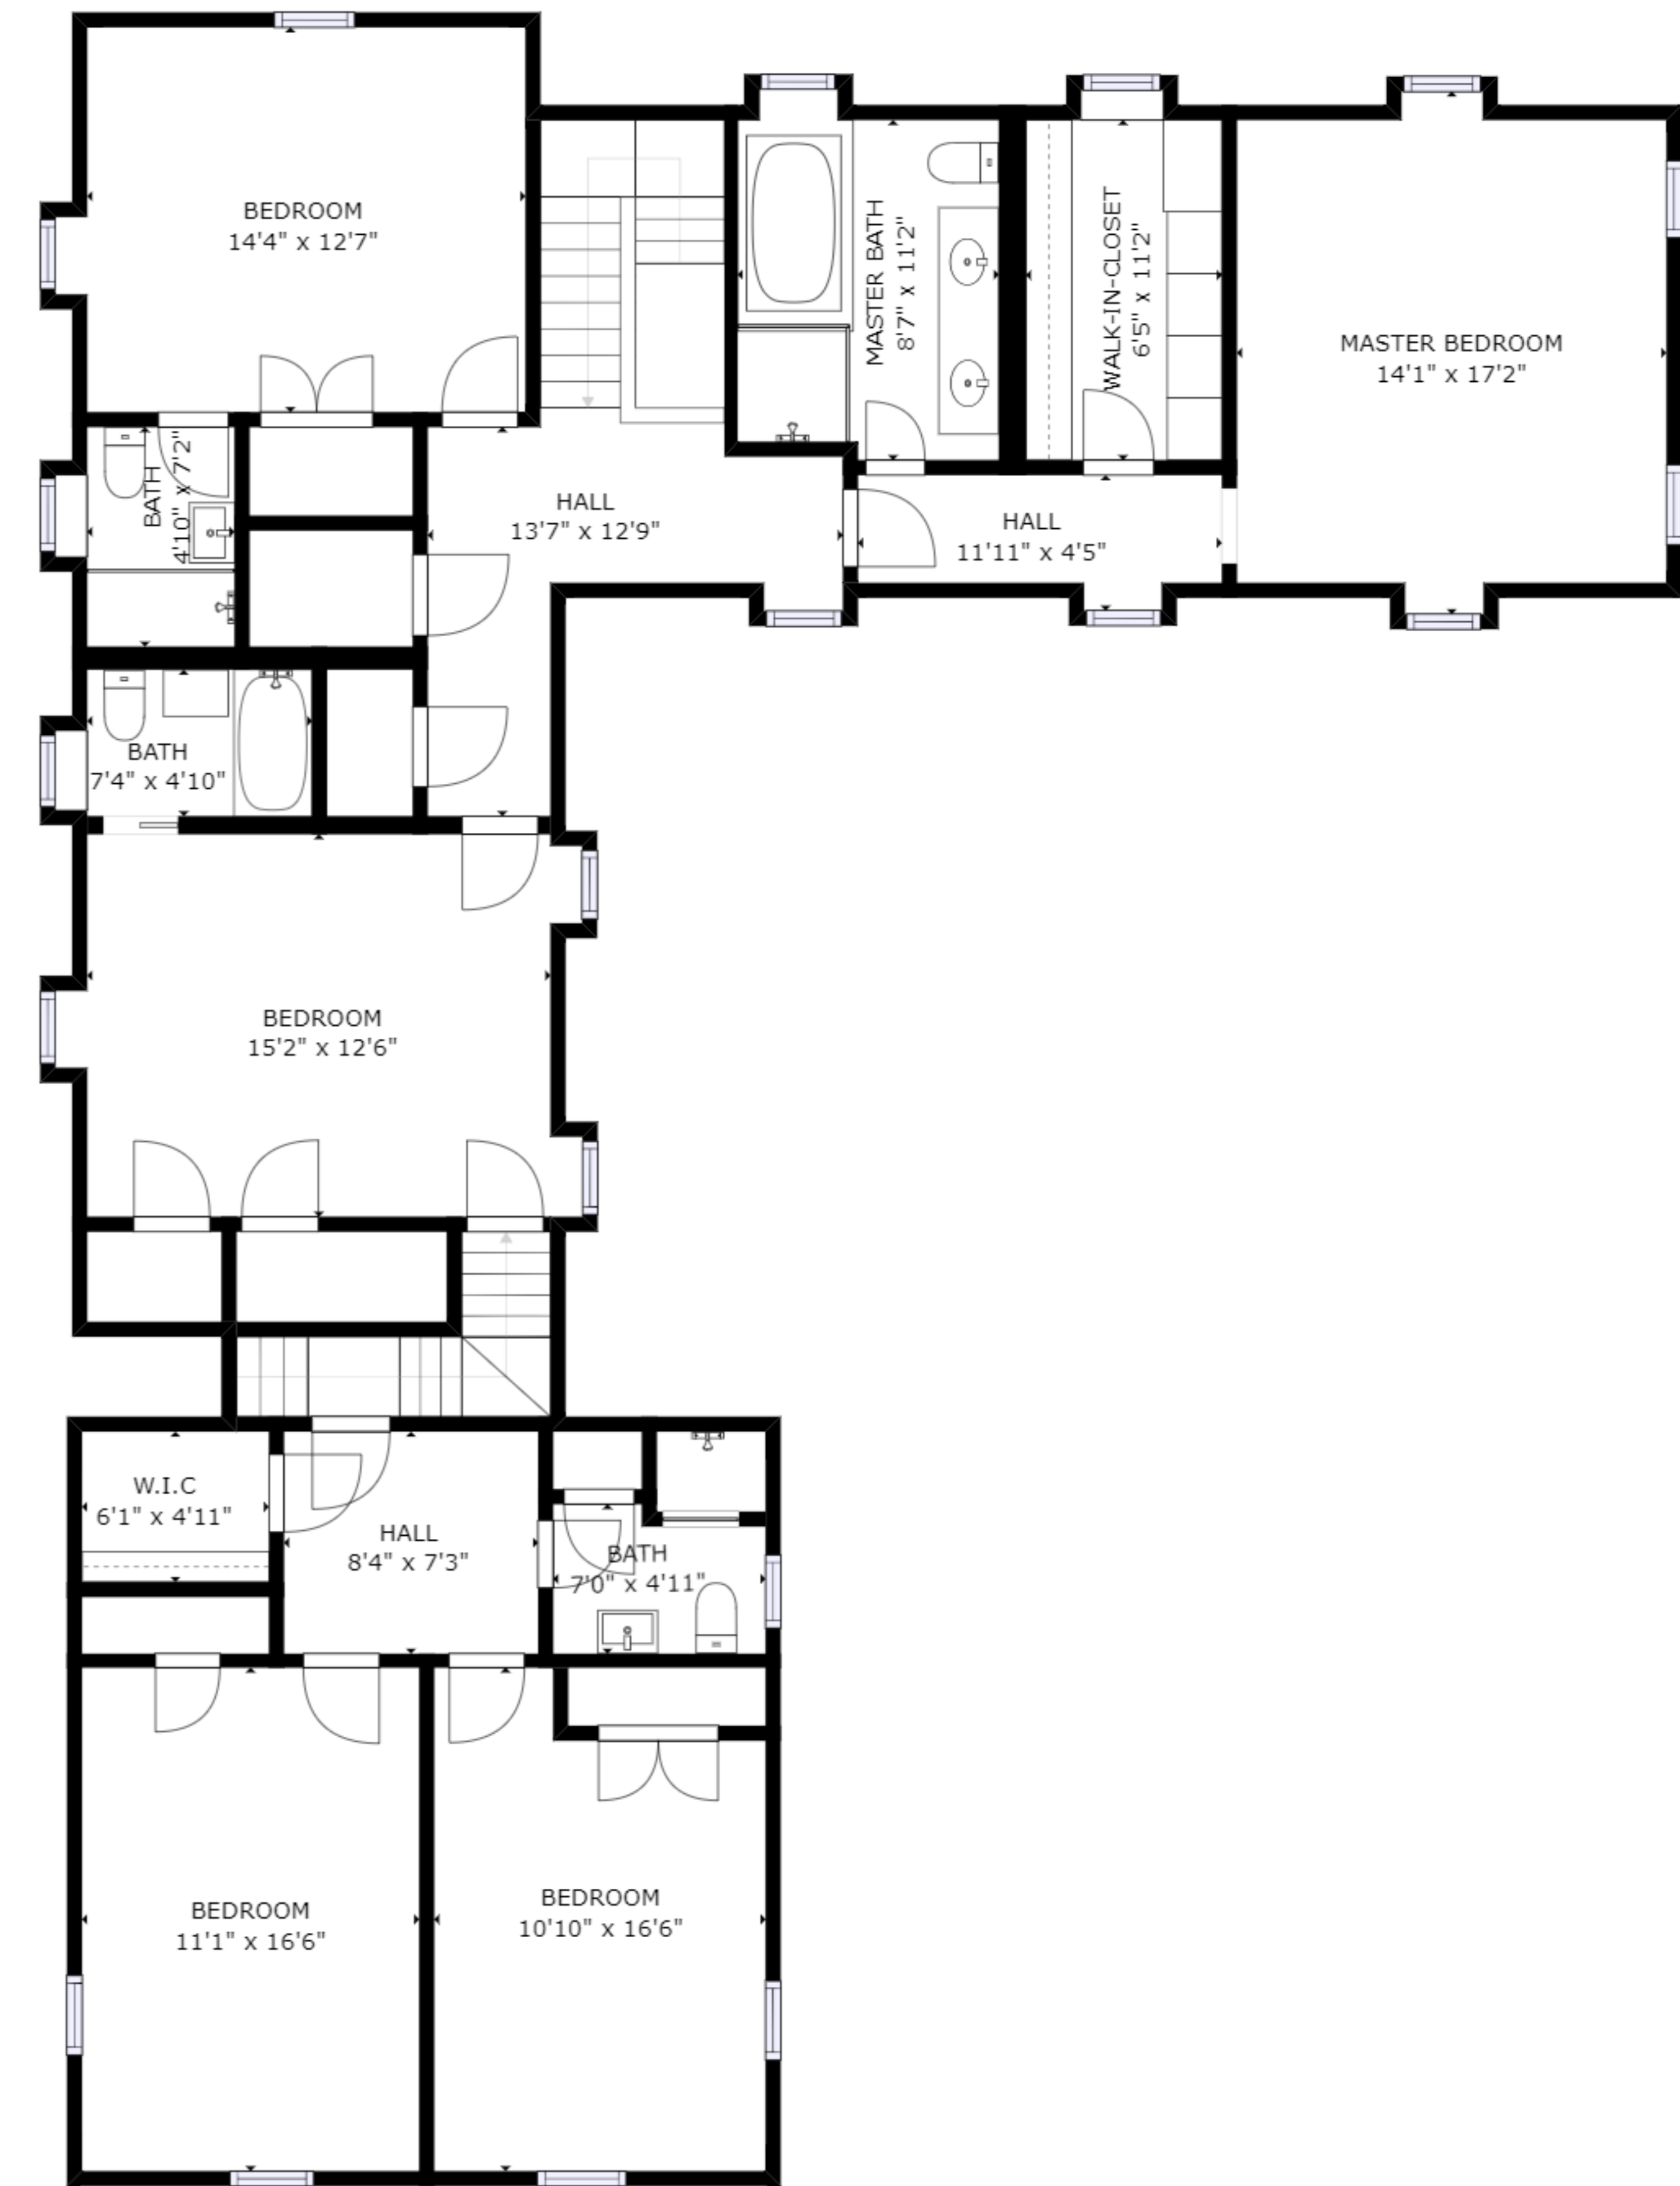 BEDROOM
14'4" x 12'7"
MASTER BATH
8'7" x 11'2"
WALK-IN-CLOSET
6'5" x 11'2"
MASTER BEDROOM
14'1" x 17'2"
BATH
4'10" x 7'2"
HALL
13'7" x 12'9"
HALL
11'11" x 4'5"
BATH
7'4" x 4'10"
BEDROOM
15'2" x 12'6"
W.I.C
6'1" x 4'11"
HALL
8'4" x 7'3"
BATH
7'0" x 4'11"
BEDROOM
11'1" x 16'6"
BEDROOM
10'10" x 16'6"